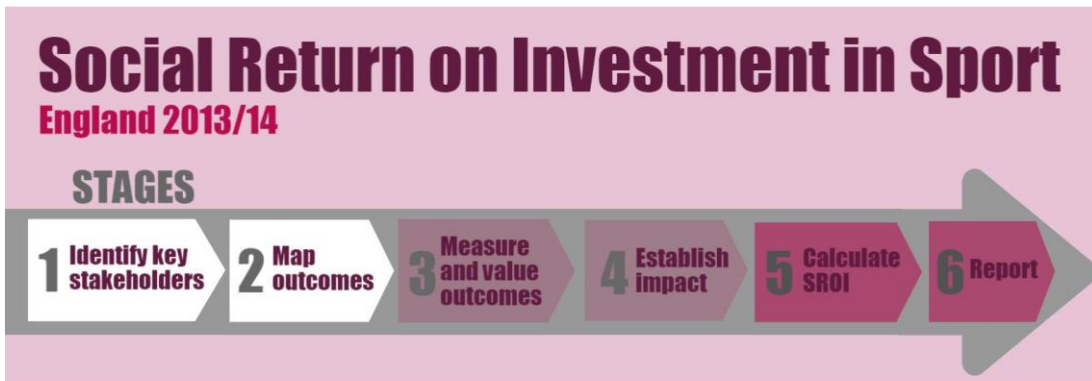 Social Return on Investment in Sport
England 2013/14
STAGES
1 Identify key
stakeholders
2 Map
outcomes
3 Measure
and value
outcomes
4 Establish
impact
5 Calculate
SROI
6 Report